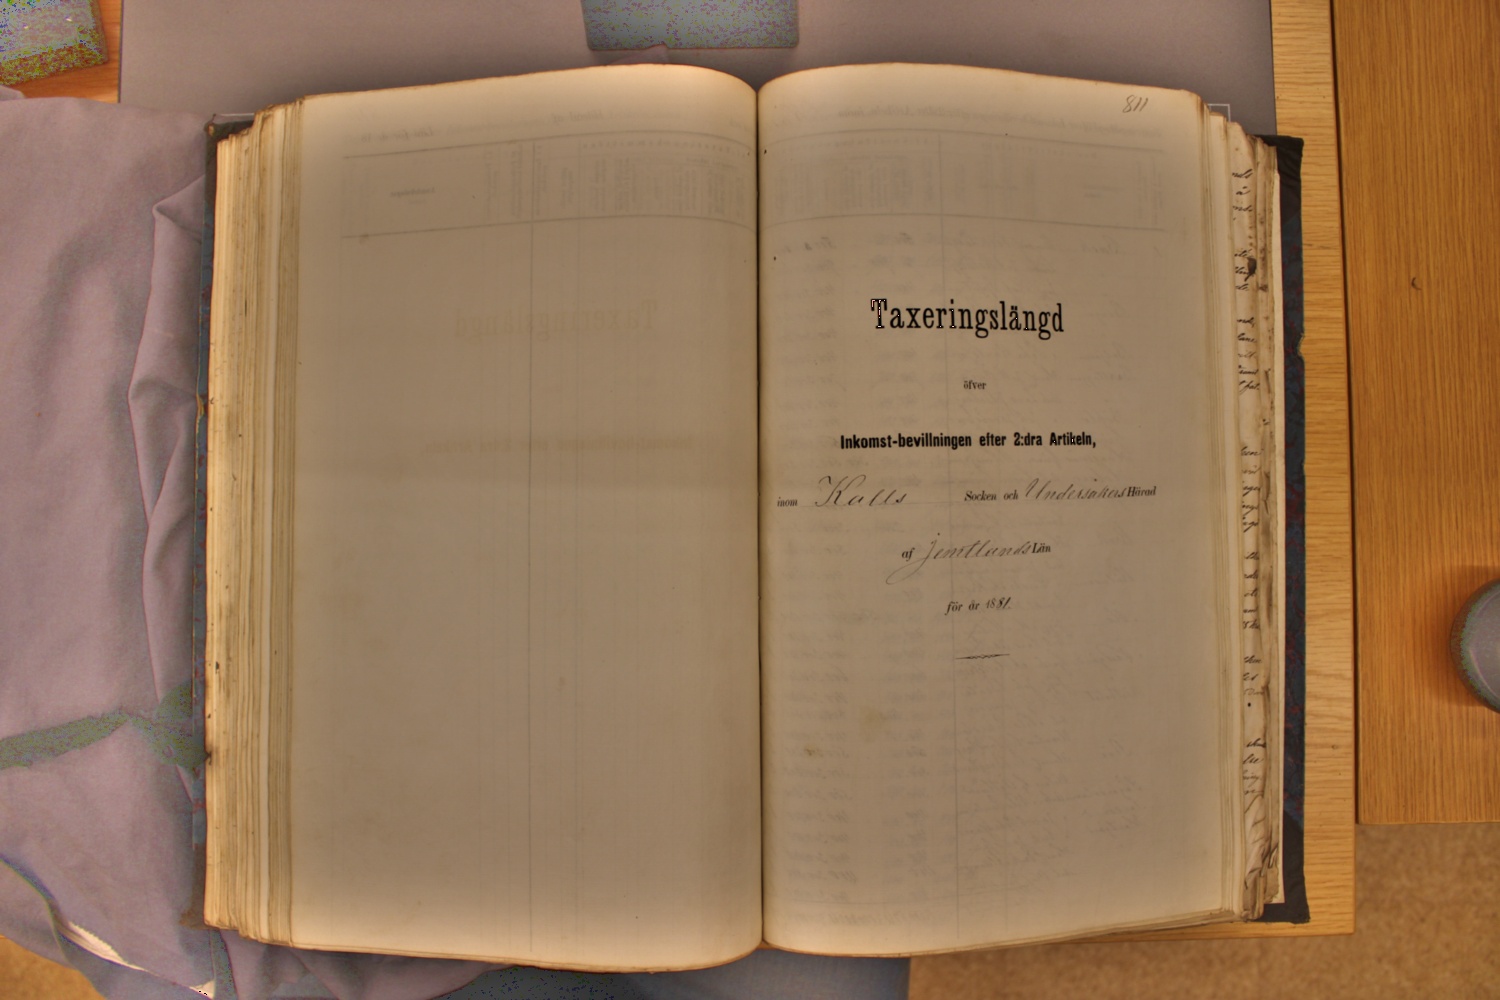 811
Taxeringslängd
öfver
Inkomst-bevillningen efter 2:dra Artikeln,
inom Kalls Socken och Undersåkers Härad
af Jemtlands Län
för år 1881.